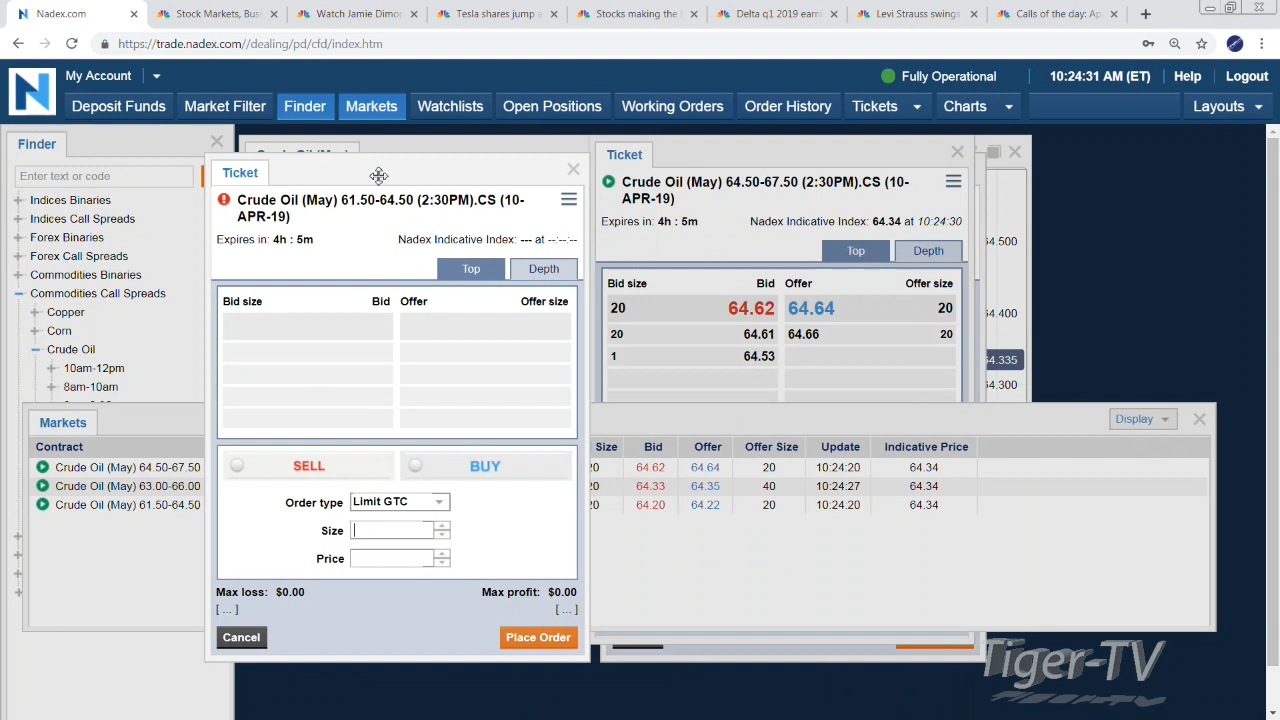 Nadex.com
Stock Markets, Busi
Watch Jamie Dimon
Tesla shares jump a
Stocks making the b
Delta q1 2019 earni
Levi Strauss swings
Calls of the day: Ap
https://trade.nadex.com//dealing/pd/cfd/index.htm
My Account
Fully Operational
10:24:31 AM (ET)
Help
Logout
Deposit Funds
Market Filter
Finder
Markets
Watchlists
Open Positions
Working Orders
Order History
Tickets
Charts
Layouts
Finder
Enter text or code
Indices Binaries
Indices Call Spreads
Forex Binaries
Forex Call Spreads
Commodities Binaries
Commodities Call Spreads
Copper
Corn
Crude Oil
10am-12pm
8am-10am
Ticket
Crude Oil (May) 61.50-64.50 (2:30PM).CS (10-
APR-19)
Expires in: 4h : 5m
Nadex Indicative Index: --- at --:--:--
Top
Depth
Bid size
Bid
Offer
Offer size
SELL
BUY
Order type
Limit GTC
Size
Price
Max loss: $0.00
Max profit: $0.00
[ ... ]
[ ... ]
Cancel
Place Order
Ticket
Crude Oil (May) 64.50-67.50 (2:30PM).CS (10-
APR-19)
Expires in: 4h : 5m
Nadex Indicative Index: 64.34 at 10:24:30
Top
Depth
Bid size
Bid
Offer
Offer size
20 64.62 64.64 20
20 64.61 64.66 20
1 64.53
64.500
64.400
64.335
64.300
Markets
Display
Contract
Size
Bid
Offer
Offer Size
Update
Indicative Price
Crude Oil (May) 64.50-67.50
64.62 64.64 20 10:24:20 64.34
Crude Oil (May) 63.00-66.00
64.33 64.35 40 10:24:27 64.34
Crude Oil (May) 61.50-64.50
64.20 64.22 20 10:24:20 64.34
Tiger-TV